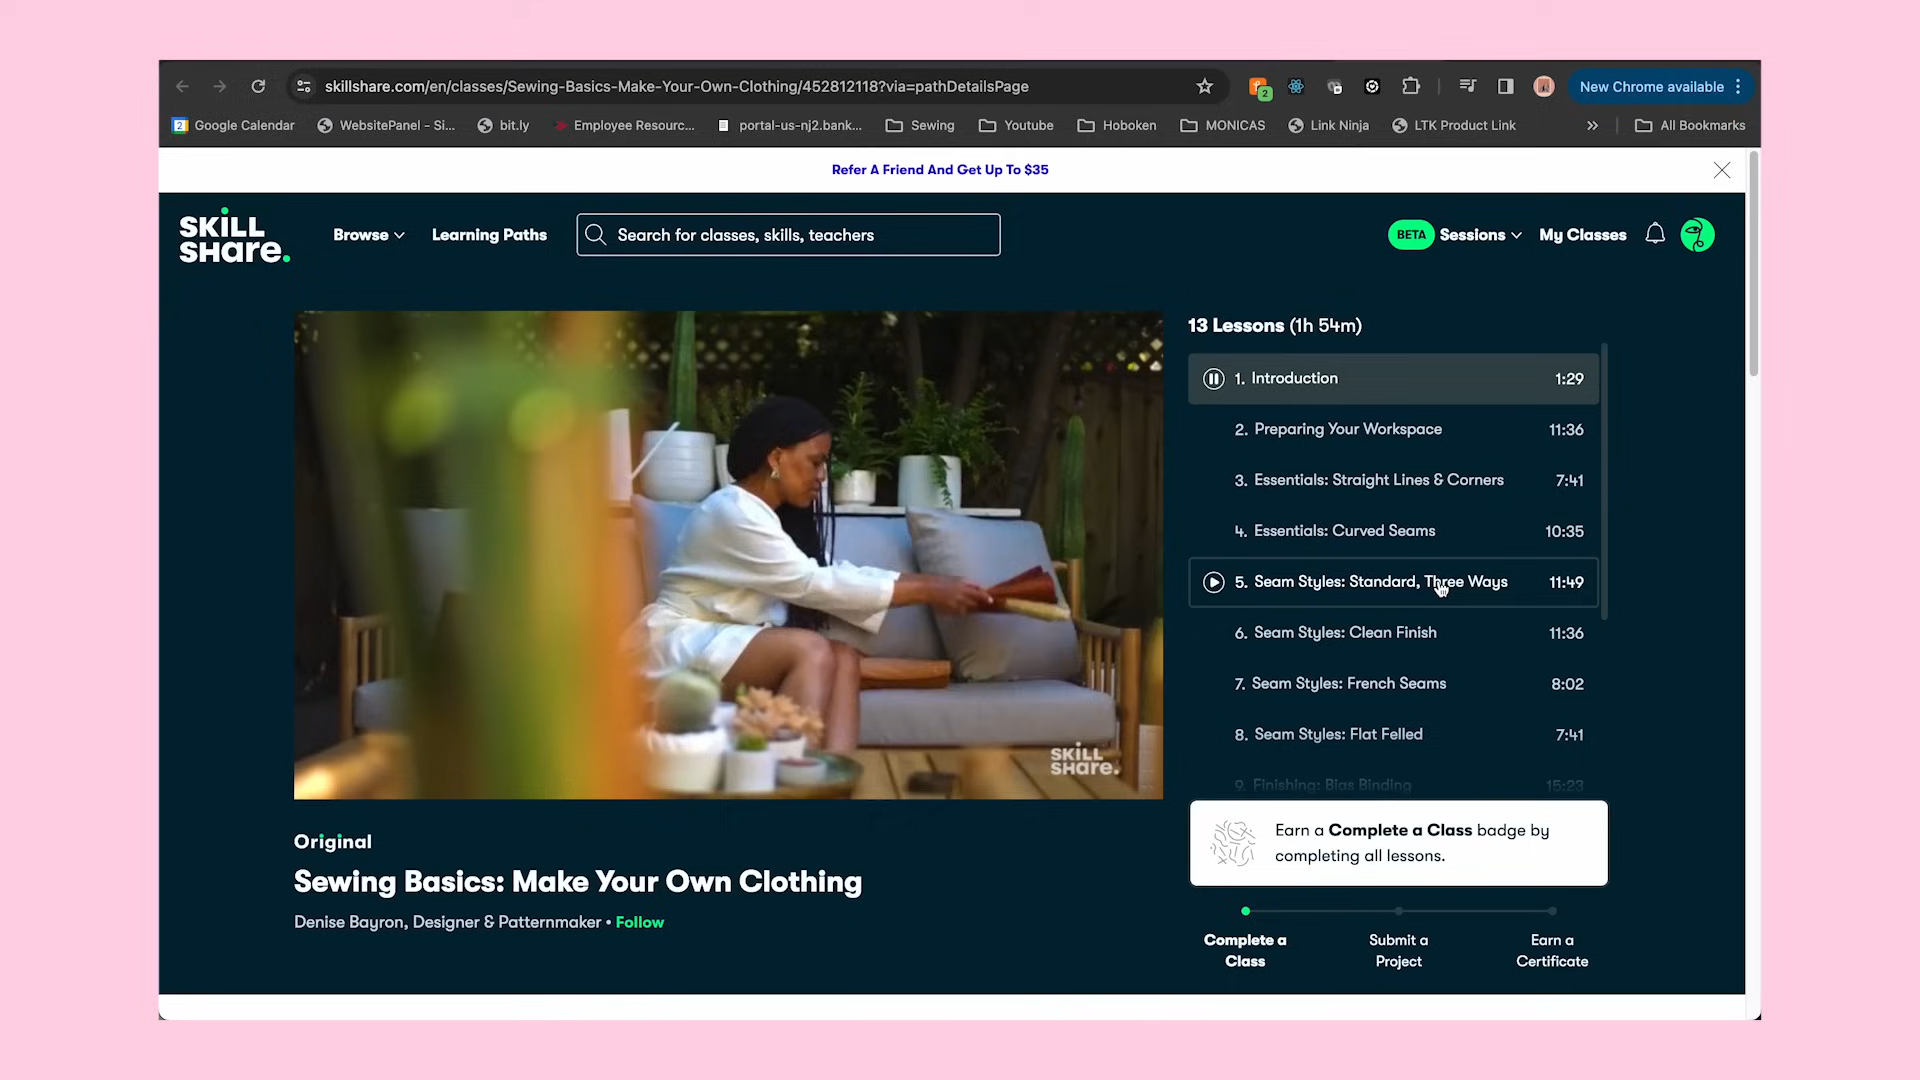 skillshare.com/en/classes/Sewing-Basics-Make-Your-Own-Clothing/452812118?via=pathDetailsPage
2
New Chrome available
2 Google Calendar WebsitePanel - Si... bit.ly Employee Resourc... portal-us-nj2.bank... Sewing Youtube Hoboken MONICAS Link Ninja LTK Product Link » All Bookmarks
Refer A Friend And Get Up To $35
SKILL
SHare.
Browse Learning Paths Search for classes, skills, teachers BETA Sessions My Classes
13 Lessons (1h 54m)
1. Introduction 1:29
2. Preparing Your Workspace 11:36
3. Essentials: Straight Lines & Corners 7:41
4. Essentials: Curved Seams 10:35
5. Seam Styles: Standard, Three Ways 11:49
6. Seam Styles: Clean Finish 11:36
7. Seam Styles: French Seams 8:02
8. Seam Styles: Flat Felled 7:41
9. Finishing: Bias Binding 15:23
SKILL
SHare.
Earn a Complete a Class badge by
completing all lessons.
Original
Sewing Basics: Make Your Own Clothing
Denise Bayron, Designer & Patternmaker • Follow
Complete a
Class
Submit a
Project
Earn a
Certificate